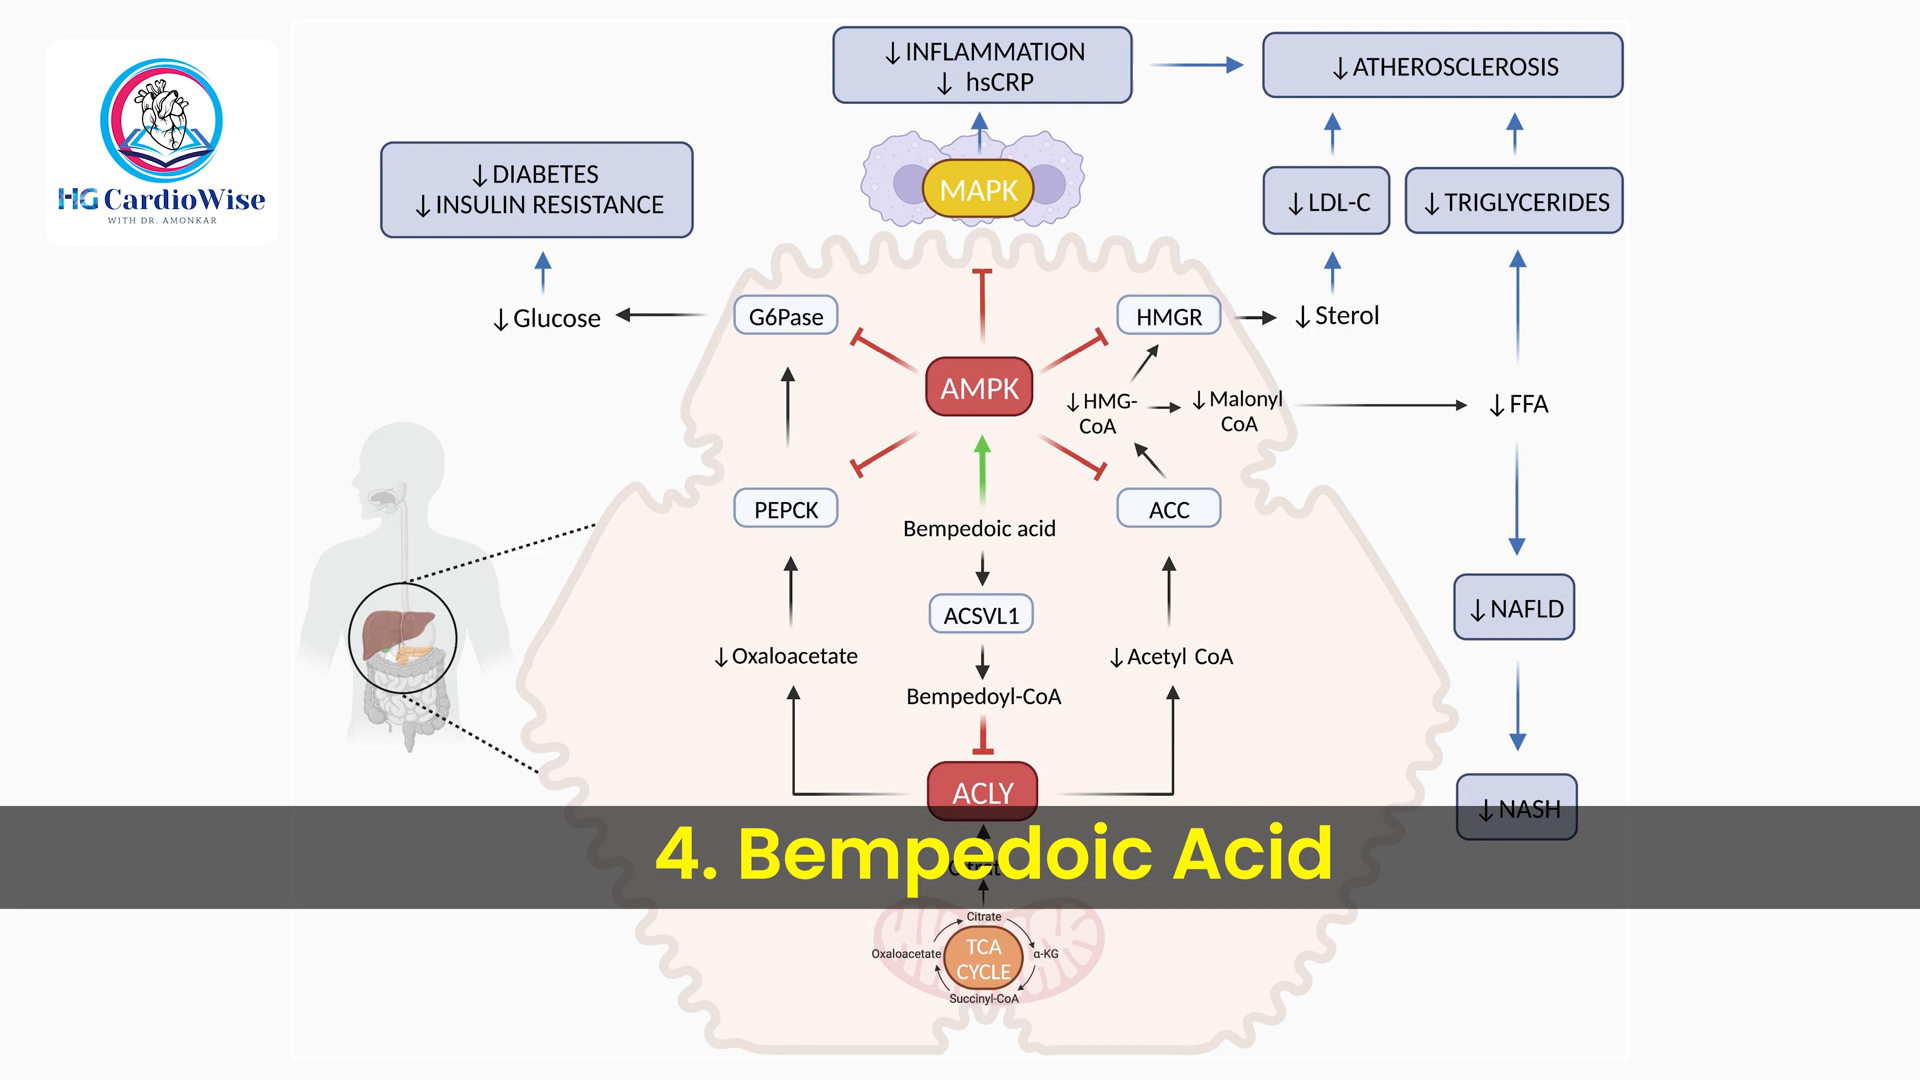 HG CardioWise
WITH DR. AMONKAR
↓INFLAMMATION
↓ hsCRP
↓ATHEROSCLEROSIS
↓DIABETES
↓INSULIN RESISTANCE
MAPK
↓LDL-C
↓TRIGLYCERIDES
↓Glucose
G6Pase
HMGR
↓Sterol
AMPK
↓HMG-
CoA
↓Malonyl
CoA
↓FFA
PEPCK
Bempedoic acid
ACC
ACSVL1
↓NAFLD
↓Oxaloacetate
↓Acetyl CoA
Bempedoyl-CoA
ACLY
↓NASH
4. Bempedoic Acid
Citrate
Oxaloacetate
TCA
CYCLE
α-KG
Succinyl-CoA